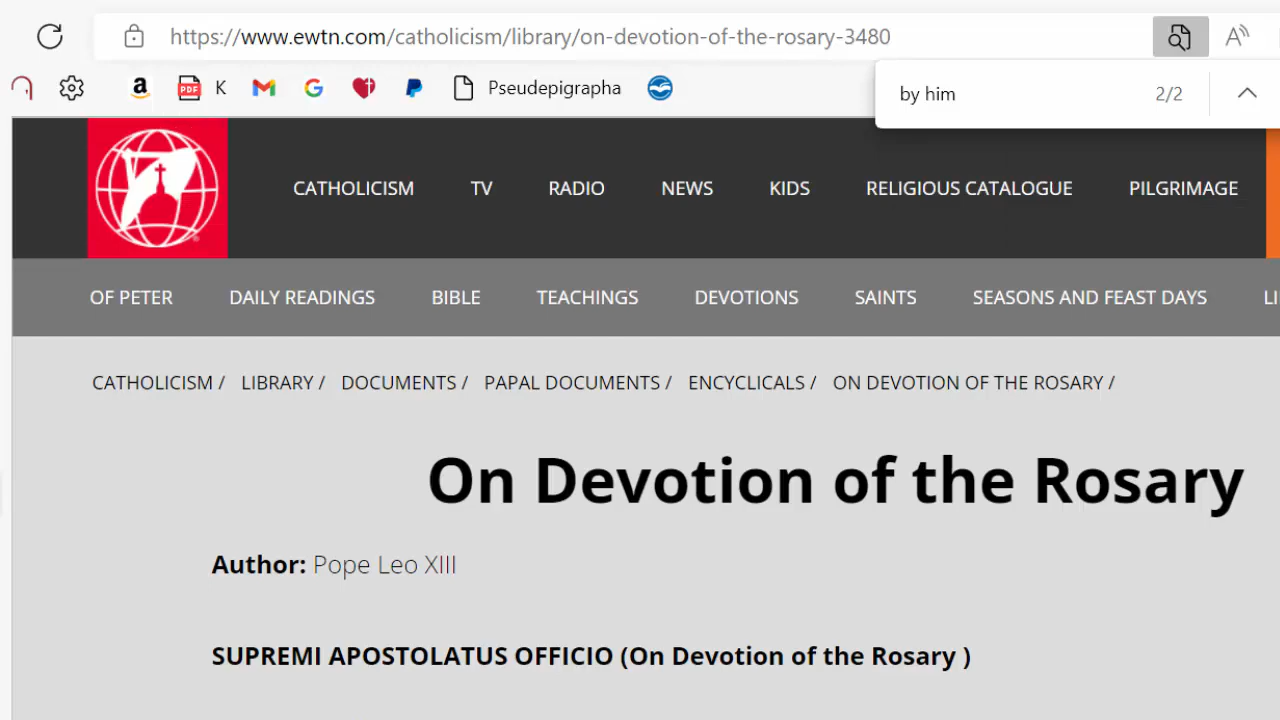 https://www.ewtn.com/catholicism/library/on-devotion-of-the-rosary-3480
PDF K Pseudepigrapha
by him 2/2
CATHOLICISM TV RADIO NEWS KIDS RELIGIOUS CATALOGUE PILGRIMAGE
OF PETER DAILY READINGS BIBLE TEACHINGS DEVOTIONS SAINTS SEASONS AND FEAST DAYS LI
CATHOLICISM / LIBRARY / DOCUMENTS / PAPAL DOCUMENTS / ENCYCLICALS / ON DEVOTION OF THE ROSARY /
On Devotion of the Rosary
Author: Pope Leo XIII
SUPREMI APOSTOLATUS OFFICIO (On Devotion of the Rosary )